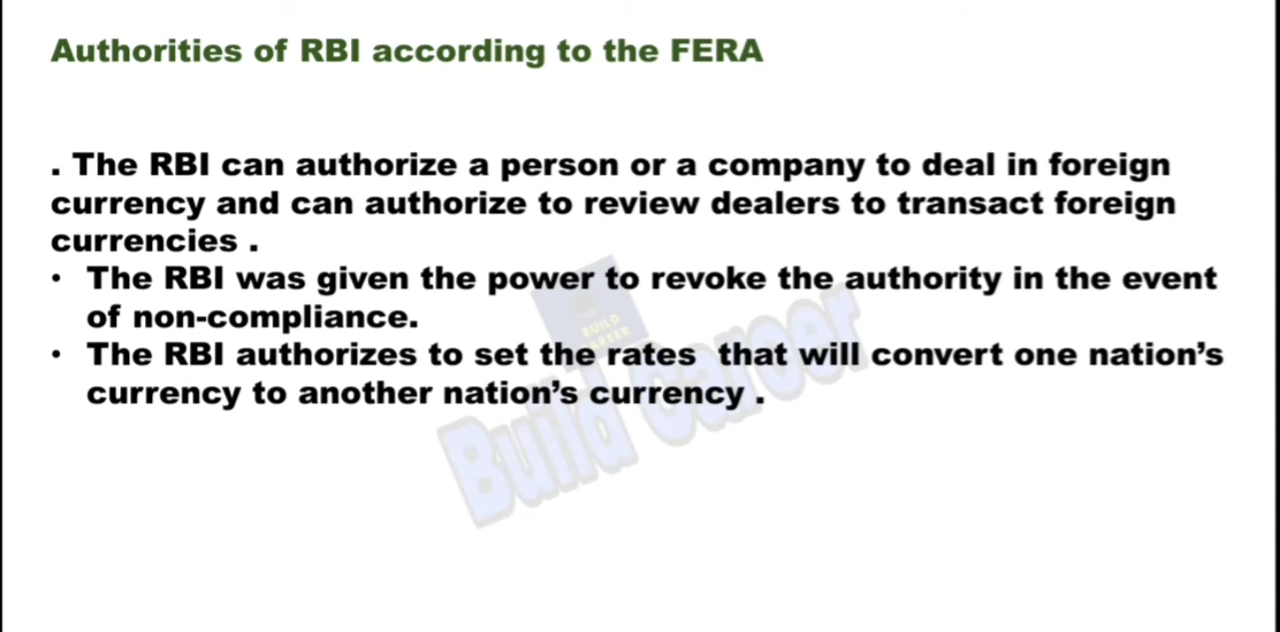 Authorities of RBI according to the FERA
. The RBI can authorize a person or a company to deal in foreign
currency and can authorize to review dealers to transact foreign
currencies .
• The RBI was given the power to revoke the authority in the event
of non-compliance.
• The RBI authorizes to set the rates  that will convert one nation’s
currency to another nation’s currency .
BUILD
CAREER
Build Career